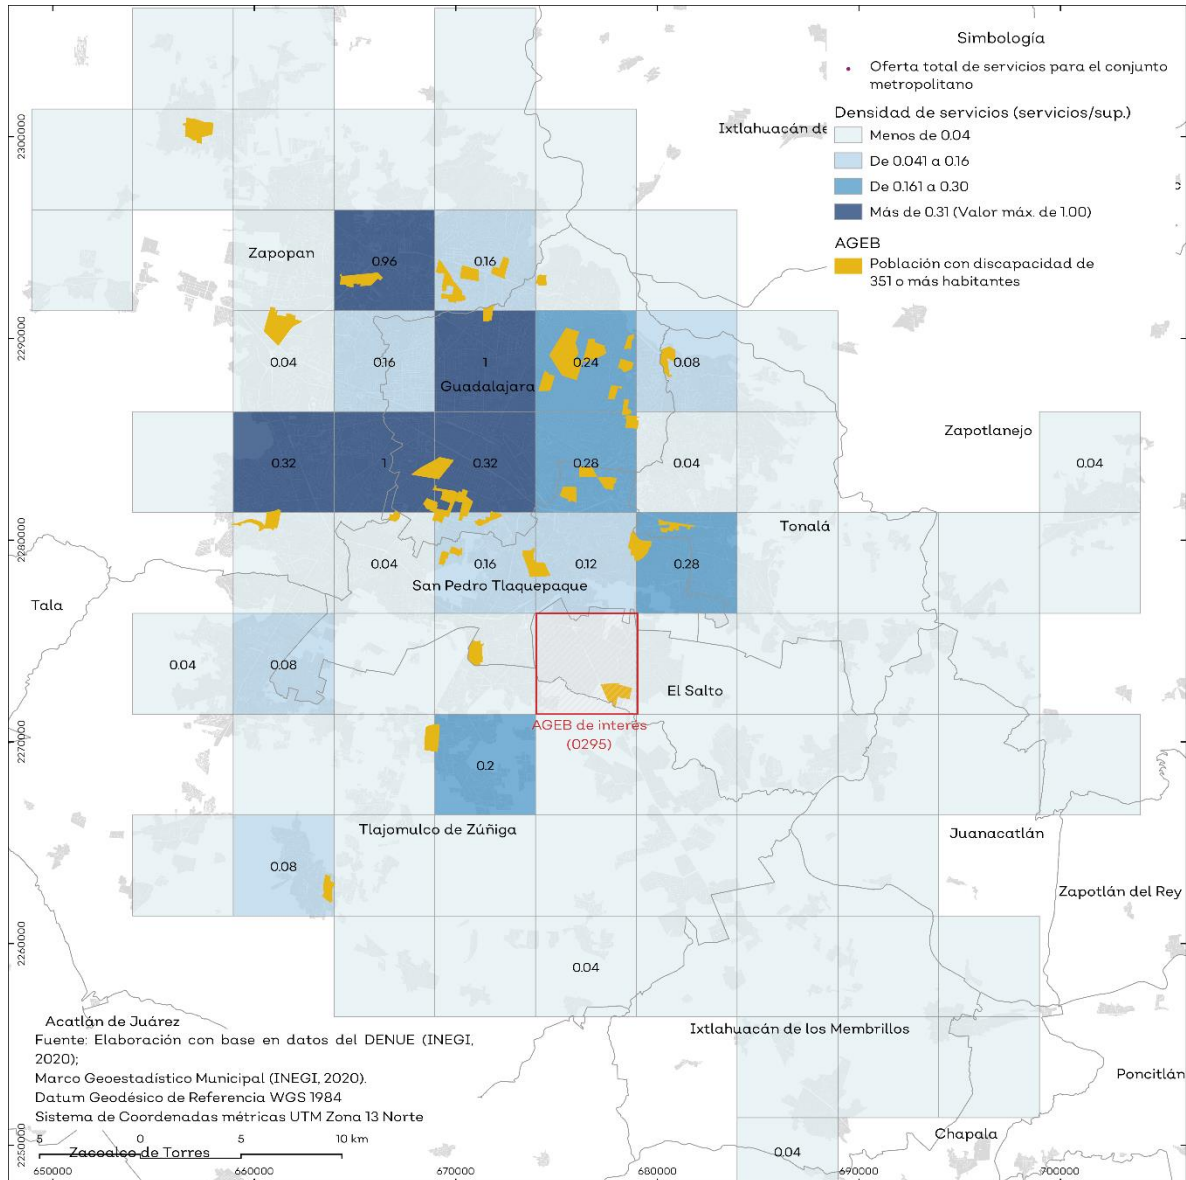 Simbología
Oferta total de servicios para el conjunto
metropolitano
Densidad de servicios (servicios/sup.)
Menos de 0.04
De 0.041 a 0.16
De 0.161 a 0.30
Más de 0.31 (Valor máx. de 1.00)
AGEB
Población con discapacidad de
351 o más habitantes
Ixtlahuacán de
2300000
Zapopan
0.96
0.16
2290000
0.04
0.16
1
0.24
0.08
Guadalajara
Zapotlanejo
0.32
1
0.32
0.28
0.04
0.04
2280000
Tonalá
0.04
0.16
0.12
0.28
San Pedro Tlaquepaque
Tala
0.04
0.08
El Salto
AGEB de interés
(0295)
2270000
0.2
Tlajomulco de Zúñiga
Juanacatlán
0.08
Zapotlán del Rey
2260000
0.04
Acatlán de Juárez
Ixtlahuacán de los Membrillos
Fuente: Elaboración con base en datos del DENUE (INEGI,
2020);
Marco Geoestadístico Municipal (INEGI, 2020).
Datum Geodésico de Referencia WGS 1984
Sistema de Coordenadas métricas UTM Zona 13 Norte
Poncitlán
Chapala
5 0 5 10 km
Zacoalco de Torres
0.04
2250000
650000 660000 670000 680000 690000 700000